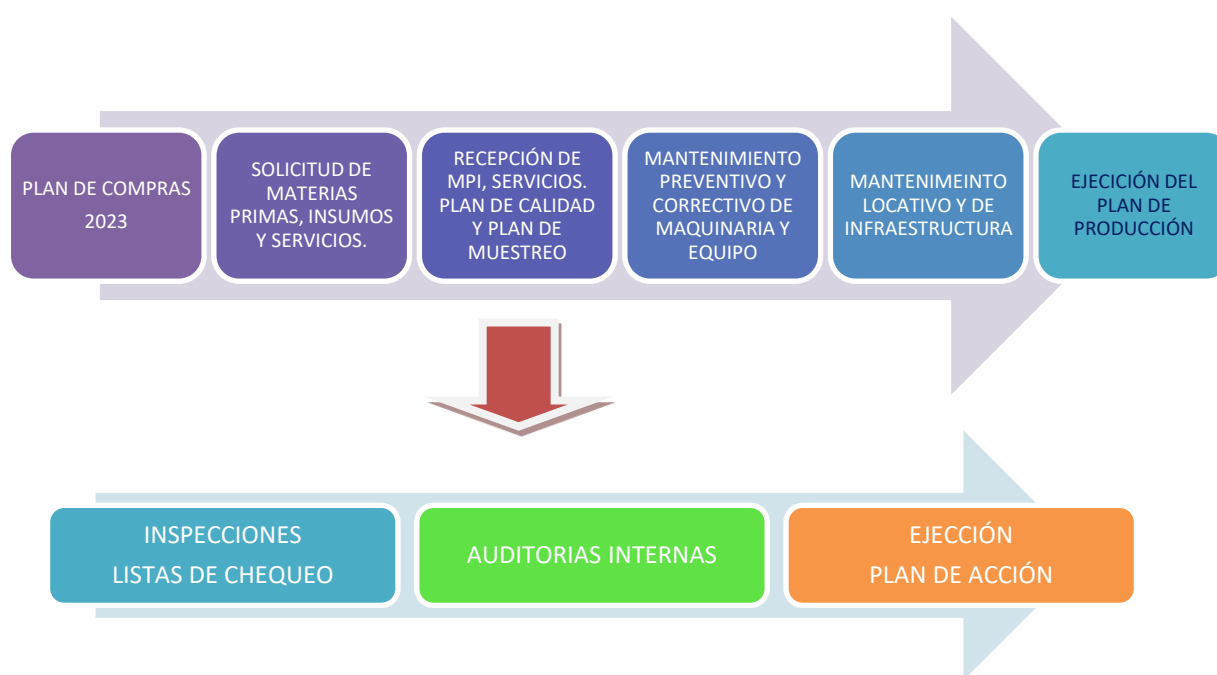 PLAN DE COMPRAS
2023
SOLICITUD DE
MATERIAS
PRIMAS, INSUMOS
Y SERVICIOS.
RECEPCIÓN DE
MPI, SERVICIOS.
PLAN DE CALIDAD
Y PLAN DE
MUESTREO
MANTENIMIENTO
PREVENTIVO Y
CORRECTIVO DE
MAQUINARIA Y
EQUIPO
MANTENIMEINTO
LOCATIVO Y DE
INFRAESTRUCTURA
EJECICIÓN DEL
PLAN DE
PRODUCCIÓN
INSPECCIONES
LISTAS DE CHEQUEO
AUDITORIAS INTERNAS
EJECCIÓN
PLAN DE ACCIÓN